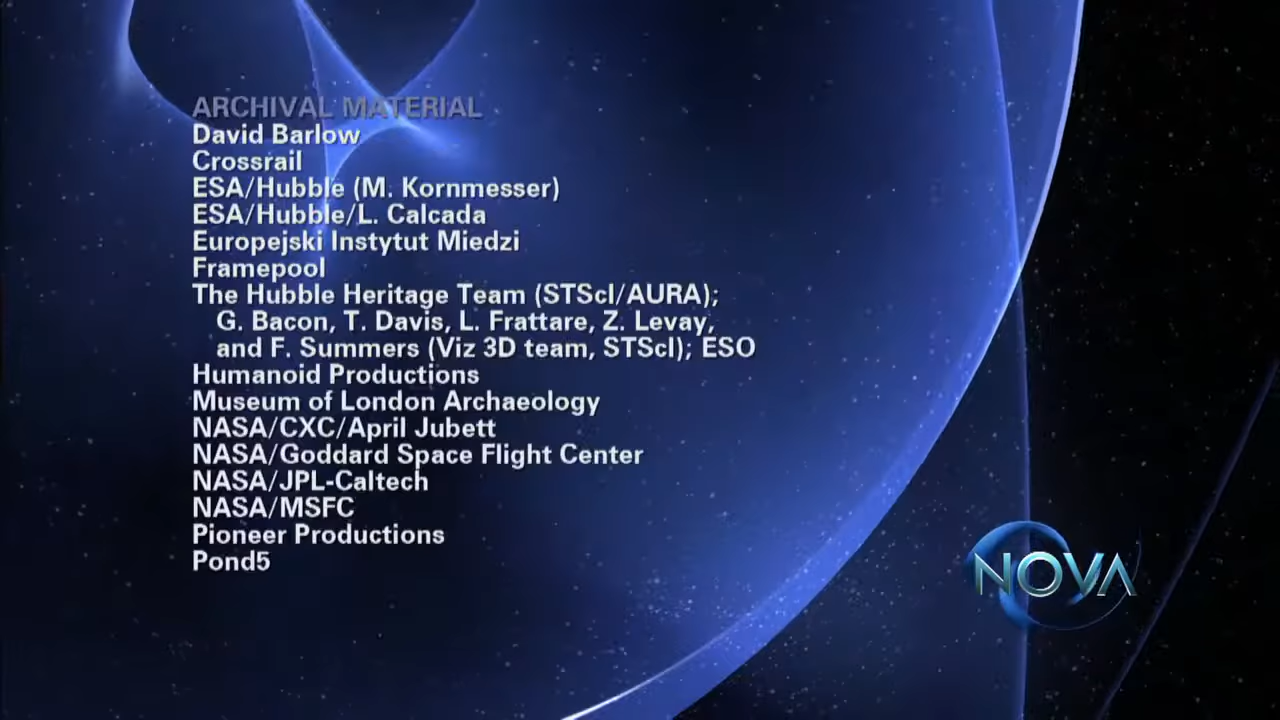 ARCHIVAL MATERIAL
David Barlow
Crossrail
ESA/Hubble (M. Kornmesser)
ESA/Hubble/L. Calcada
Europejski Instytut Miedzi
Framepool
The Hubble Heritage Team (STScI/AURA);
G. Bacon, T. Davis, L. Frattare, Z. Levay,
and F. Summers (Viz 3D team, STScI); ESO
Humanoid Productions
Museum of London Archaeology
NASA/CXC/April Jubett
NASA/Goddard Space Flight Center
NASA/JPL-Caltech
NASA/MSFC
Pioneer Productions
Pond5
NOVA